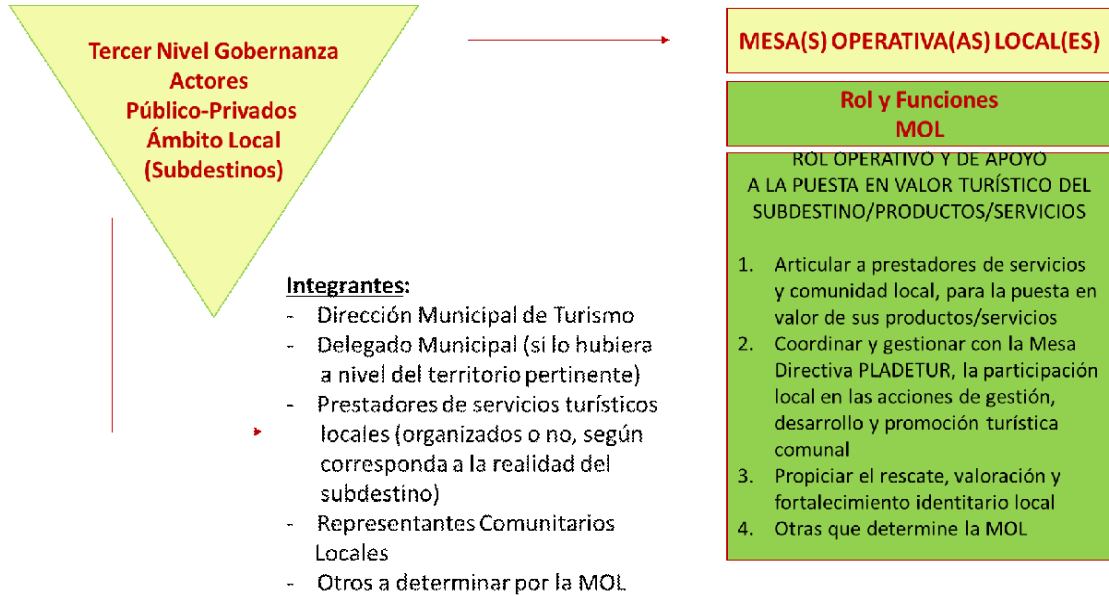 Tercer Nivel Gobernanza
Actores
Público-Privados
Ámbito Local
(Subdestinos)
MESA(S) OPERATIVA(AS) LOCAL(ES)
Rol y Funciones
MOL
ROL OPERATIVO Y DE APOYO
A LA PUESTA EN VALOR TURÍSTICO DEL
SUBDESTINO/PRODUCTOS/SERVICIOS
1. Articular a prestadores de servicios
y comunidad local, para la puesta en
valor de sus productos/servicios
2. Coordinar y gestionar con la Mesa
Directiva PLADETUR, la participación
local en las acciones de gestión,
desarrollo y promoción turística
comunal
3. Propiciar el rescate, valoración y
fortalecimiento identitario local
4. Otras que determine la MOL
Integrantes:
- Dirección Municipal de Turismo
- Delegado Municipal (si lo hubiera
a nivel del territorio pertinente)
- Prestadores de servicios turísticos
locales (organizados o no, según
corresponda a la realidad del
subdestino)
- Representantes Comunitarios
Locales
- Otros a determinar por la MOL